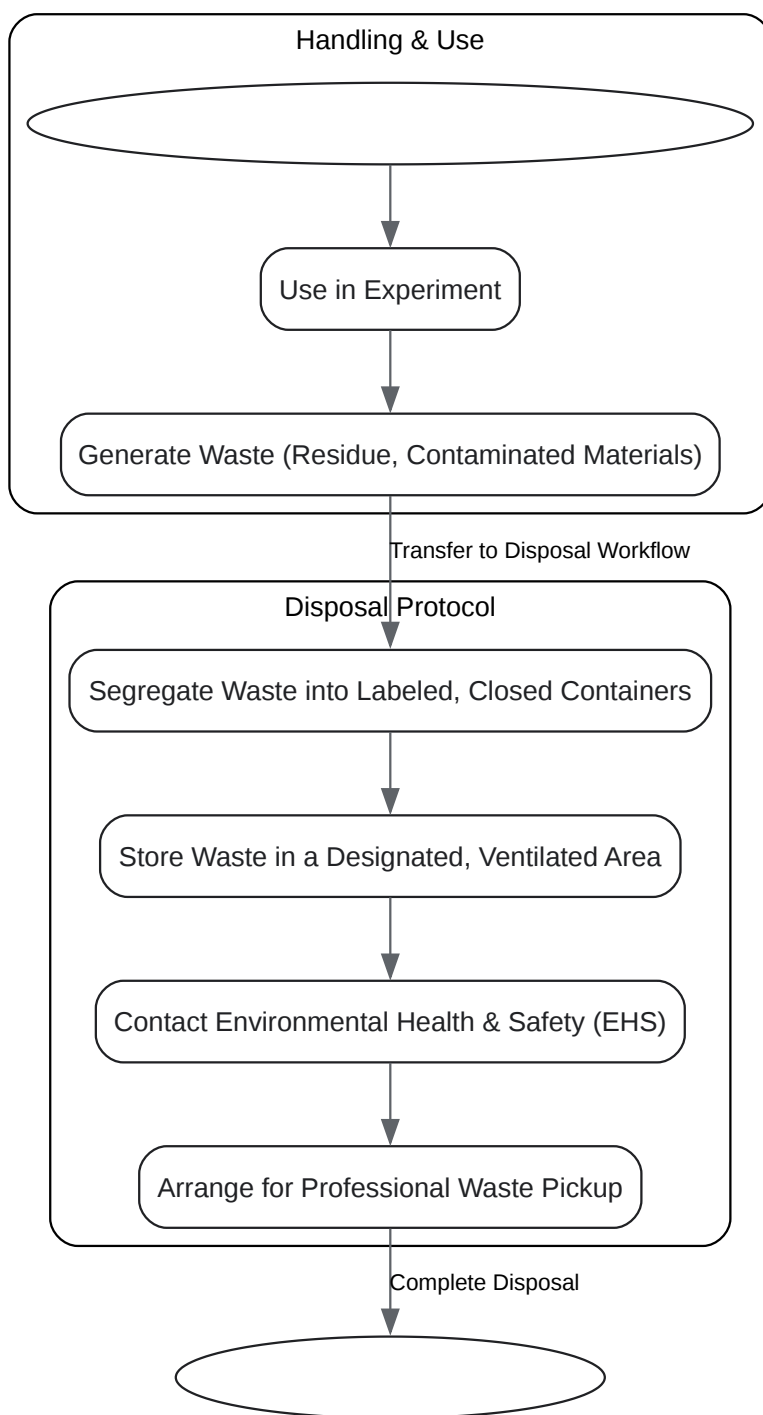 Handling & Use
Use in Experiment
Generate Waste (Residue, Contaminated Materials)
Transfer to Disposal Workflow
Disposal Protocol
Segregate Waste into Labeled, Closed Containers
Store Waste in a Designated, Ventilated Area
Contact Environmental Health & Safety (EHS)
Arrange for Professional Waste Pickup
Complete Disposal